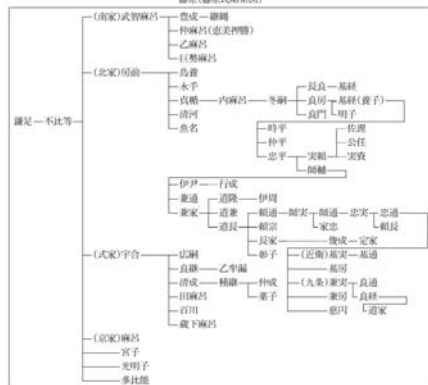 (南家)武智麻呂 豊成 継縄
仲麻呂(恵美押勝)
乙麻呂
巨勢麻呂
(北家)房前 鳥養
永手 長良 基経
真楯 内麻呂 冬嗣 良房 基経(養子)
清河 良門 明子
鎌足 不比等 魚名 時平 佐理
仲平 公任
忠平 実頼 実資
師輔
伊尹 行成
兼通 道隆 伊周
兼家 道兼 頼通 師実 師通 忠実 忠通
道長 頼宗 家忠 頼長
長家 俊成 定家
(式家)宇合 広嗣 彰子 (近衛)基実 基通
良継 乙牟漏 基房
清成 種継 仲成 (九条)兼実 良通
田麻呂 薬子 兼房 良経
百川 慈円 道家
蔵下麻呂
(京家)麻呂
宮子
光明子
多比能